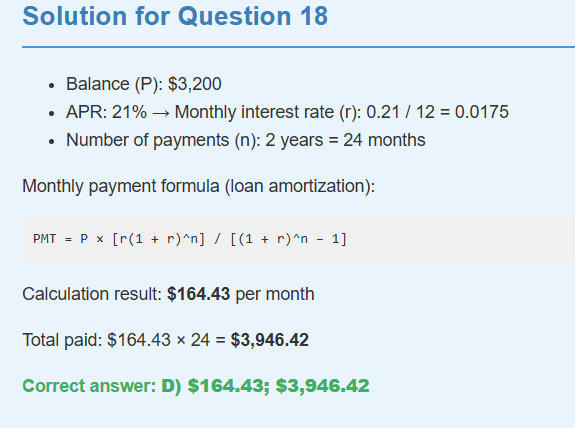 Solution for Question 18
• Balance (P): $3,200
• APR: 21% → Monthly interest rate (r): 0.21 / 12 = 0.0175
• Number of payments (n): 2 years = 24 months
Monthly payment formula (loan amortization):
PMT = P × [r(1 + r)^n] / [(1 + r)^n − 1]
Calculation result: $164.43 per month
Total paid: $164.43 × 24 = $3,946.42
Correct answer: D) $164.43; $3,946.42